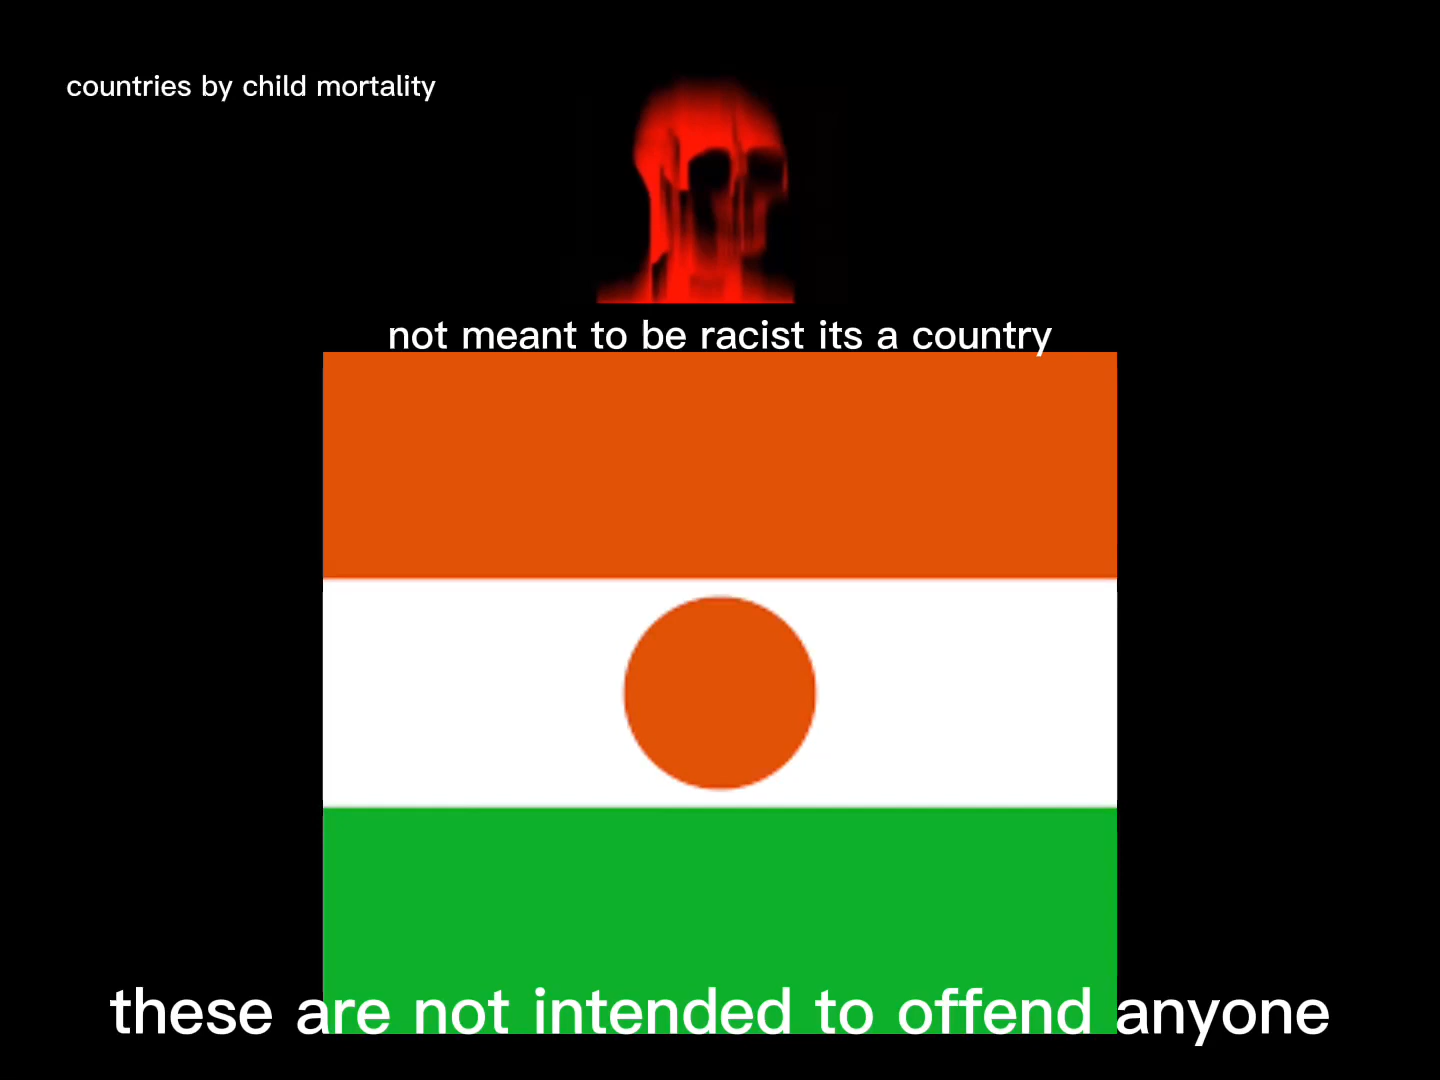 countries by child mortality
not meant to be racist its a country
these are not intended to offend anyone